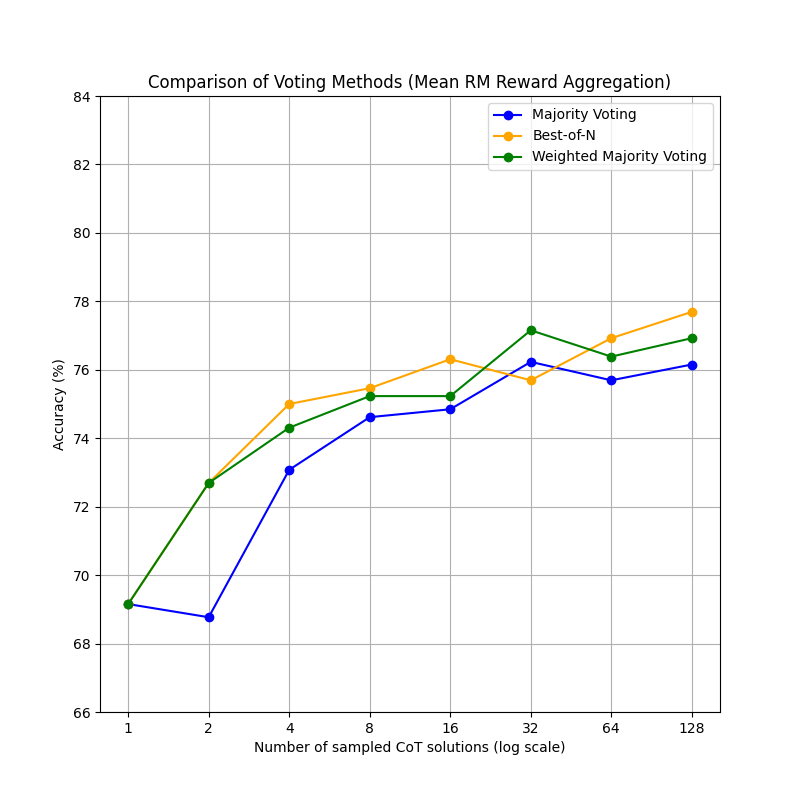 Comparison of Voting Methods (Mean RM Reward Aggregation)
Majority Voting
Best-of-N
Weighted Majority Voting
84
82
80
78
76
74
72
70
68
66
Accuracy (%)
1 2 4 8 16 32 64 128
Number of sampled CoT solutions (log scale)